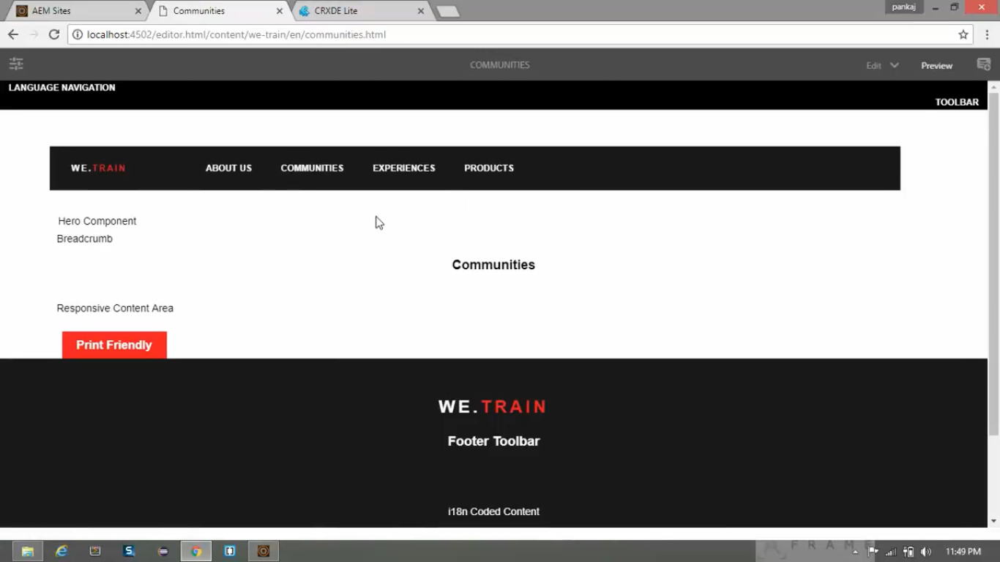 AEM Sites
Communities
CRXDE Lite
pankaj
localhost:4502/editor.html/content/we-train/en/communities.html
COMMUNITIES
Edit
Preview
LANGUAGE NAVIGATION
TOOLBAR
WE.TRAIN ABOUT US COMMUNITIES EXPERIENCES PRODUCTS
Hero Component
Breadcrumb
Communities
Responsive Content Area
Print Friendly
WE.TRAIN
Footer Toolbar
i18n Coded Content
FRAME
11:49 PM